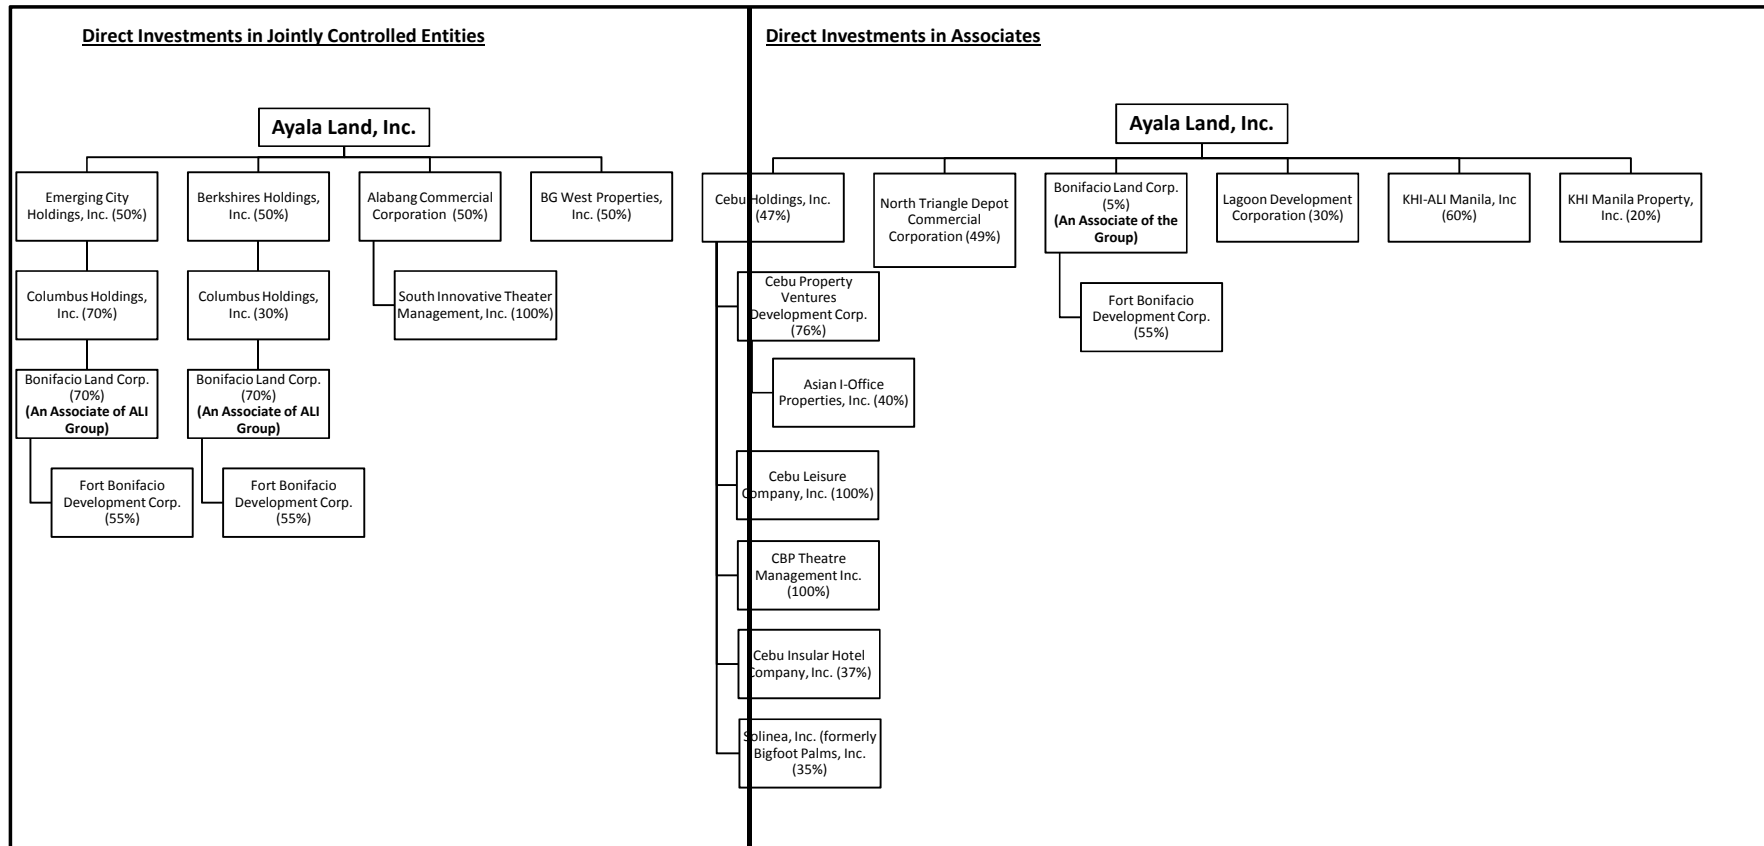 Direct Investments in Jointly Controlled Entities
Ayala Land, Inc.
Emerging City
Holdings, Inc. (50%)
Berkshires Holdings,
Inc. (50%)
Alabang Commercial
Corporation (50%)
BG West Properties,
Inc. (50%)
Columbus Holdings,
Inc. (70%)
Columbus Holdings,
Inc. (30%)
South Innovative Theater
Management, Inc. (100%)
Bonifacio Land Corp.
(70%)
(An Associate of ALI
Group)
Bonifacio Land Corp.
(70%)
(An Associate of ALI
Group)
Fort Bonifacio
Development Corp.
(55%)
Fort Bonifacio
Development Corp.
(55%)
Direct Investments in Associates
Ayala Land, Inc.
Cebu Holdings, Inc.
(47%)
North Triangle Depot
Commercial
Corporation (49%)
Bonifacio Land Corp.
(5%)
(An Associate of the
Group)
Lagoon Development
Corporation (30%)
KHI-ALI Manila, Inc
(60%)
KHI Manila Property,
Inc. (20%)
Cebu Property
Ventures
Development Corp.
(76%)
Fort Bonifacio
Development Corp.
(55%)
Asian I-Office
Properties, Inc. (40%)
Cebu Leisure
Company, Inc. (100%)
CBP Theatre
Management Inc.
(100%)
Cebu Insular Hotel
Company, Inc. (37%)
Solinea, Inc. (formerly
Bigfoot Palms, Inc.
(35%)